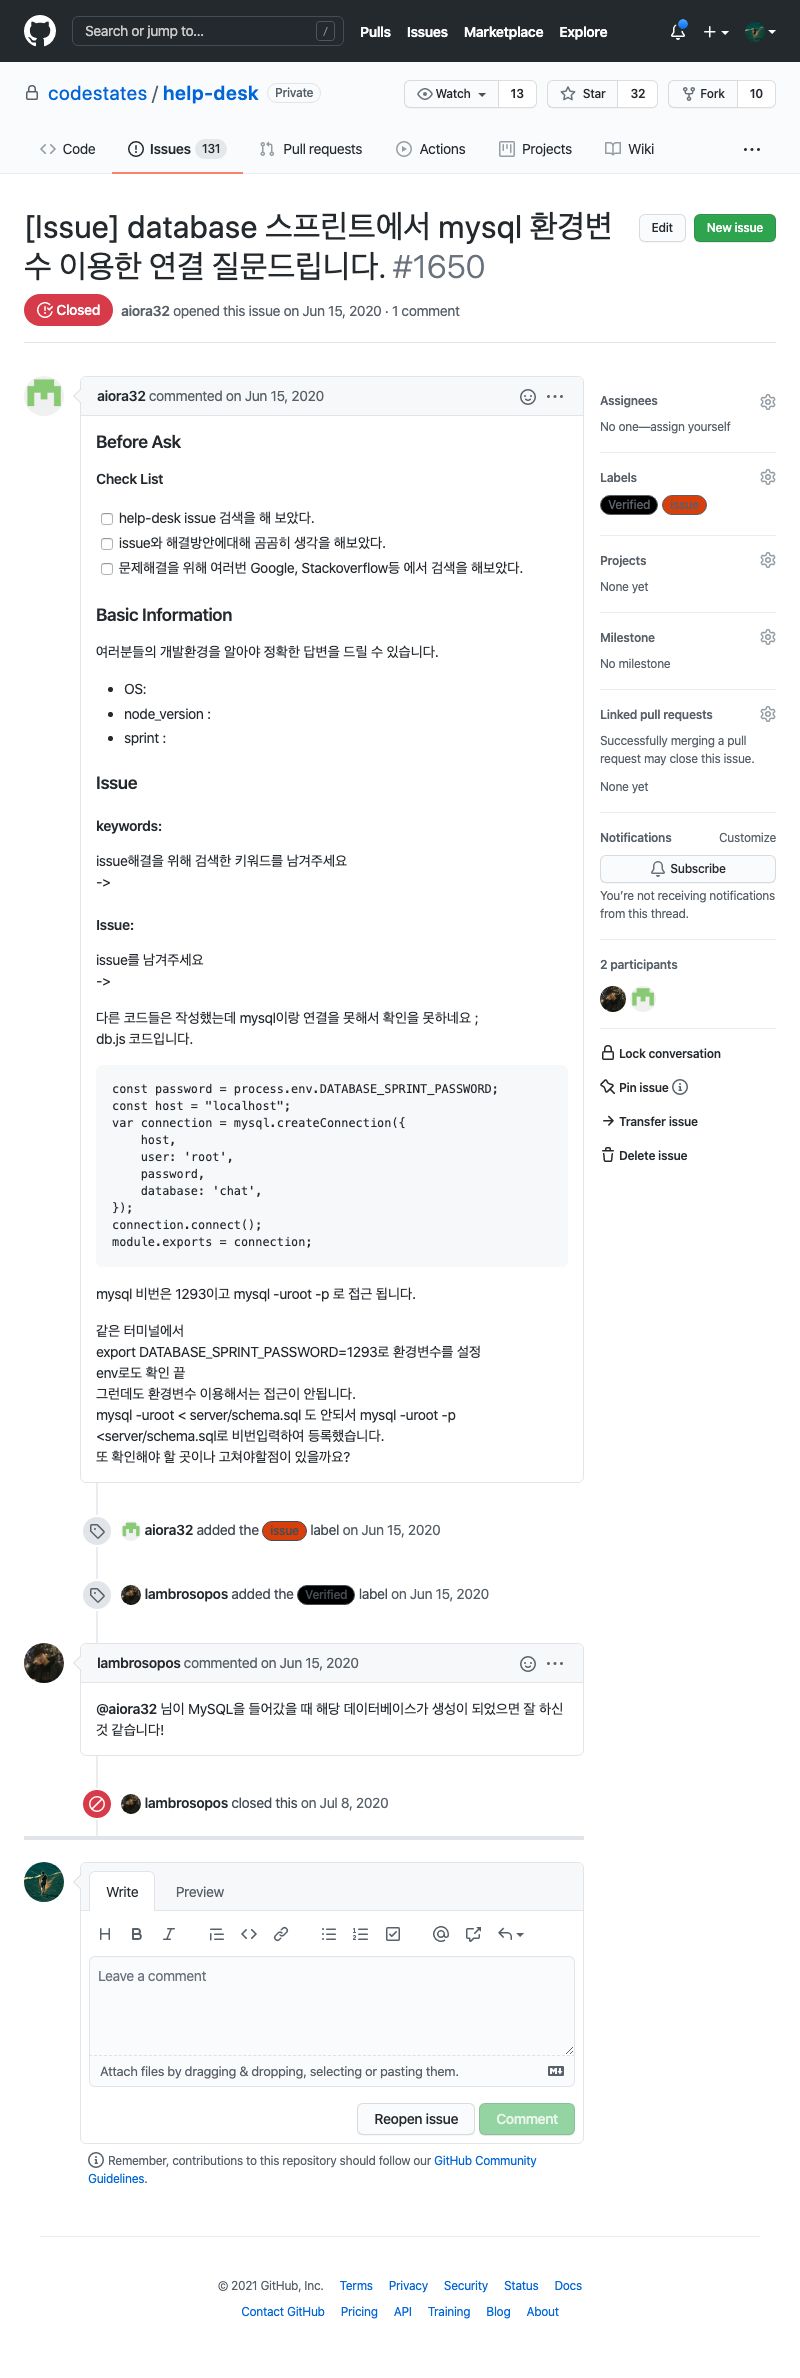 Search or jump to... /
Pulls Issues Marketplace Explore
codestates / help-desk Private
Watch 13 Star 32 Fork 10
Code Issues 131 Pull requests Actions Projects Wiki ...
[Issue] database 스프린트에서 mysql 환경변
수 이용한 연결 질문드립니다. #1650
Edit New issue
Closed aiora32 opened this issue on Jun 15, 2020 · 1 comment
aiora32 commented on Jun 15, 2020
Before Ask
Check List
help-desk issue 검색을 해 보았다.
issue와 해결방안에대해 곰곰히 생각을 해보았다.
문제해결을 위해 여러번 Google, Stackoverflow등 에서 검색을 해보았다.
Basic Information
여러분들의 개발환경을 알아야 정확한 답변을 드릴 수 있습니다.
• OS:
• node_version :
• sprint :
Issue
keywords:
issue해결을 위해 검색한 키워드를 남겨주세요
->
Issue:
issue를 남겨주세요
->
다른 코드들은 작성했는데 mysql이랑 연결을 못해서 확인을 못하네요 ;
db.js 코드입니다.
const password = process.env.DATABASE_SPRINT_PASSWORD;
const host = "localhost";
var connection = mysql.createConnection({
host,
user: 'root',
password,
database: 'chat',
});
connection.connect();
module.exports = connection;
mysql 비번은 1293이고 mysql -uroot -p 로 접근 됩니다.
같은 터미널에서
export DATABASE_SPRINT_PASSWORD=1293로 환경변수를 설정
env로도 확인 끝
그런데도 환경변수 이용해서는 접근이 안됩니다.
mysql -uroot < server/schema.sql 도 안되서 mysql -uroot -p
<server/schema.sql로 비번입력하여 등록했습니다.
또 확인해야 할 곳이나 고쳐야할점이 있을까요?
aiora32 added the issue label on Jun 15, 2020
lambrosopos added the Verified label on Jun 15, 2020
lambrosopos commented on Jun 15, 2020
@aiora32 님이 MySQL을 들어갔을 때 해당 데이터베이스가 생성이 되었으면 잘 하신
것 같습니다!
lambrosopos closed this on Jul 8, 2020
Write Preview
Leave a comment
Attach files by dragging & dropping, selecting or pasting them.
Reopen issue Comment
Remember, contributions to this repository should follow our GitHub Community
Guidelines.
Assignees
No one—assign yourself
Labels
Verified issue
Projects
None yet
Milestone
No milestone
Linked pull requests
Successfully merging a pull
request may close this issue.
None yet
Notifications Customize
Subscribe
You're not receiving notifications
from this thread.
2 participants
Lock conversation
Pin issue
Transfer issue
Delete issue
© 2021 GitHub, Inc. Terms Privacy Security Status Docs
Contact GitHub Pricing API Training Blog About